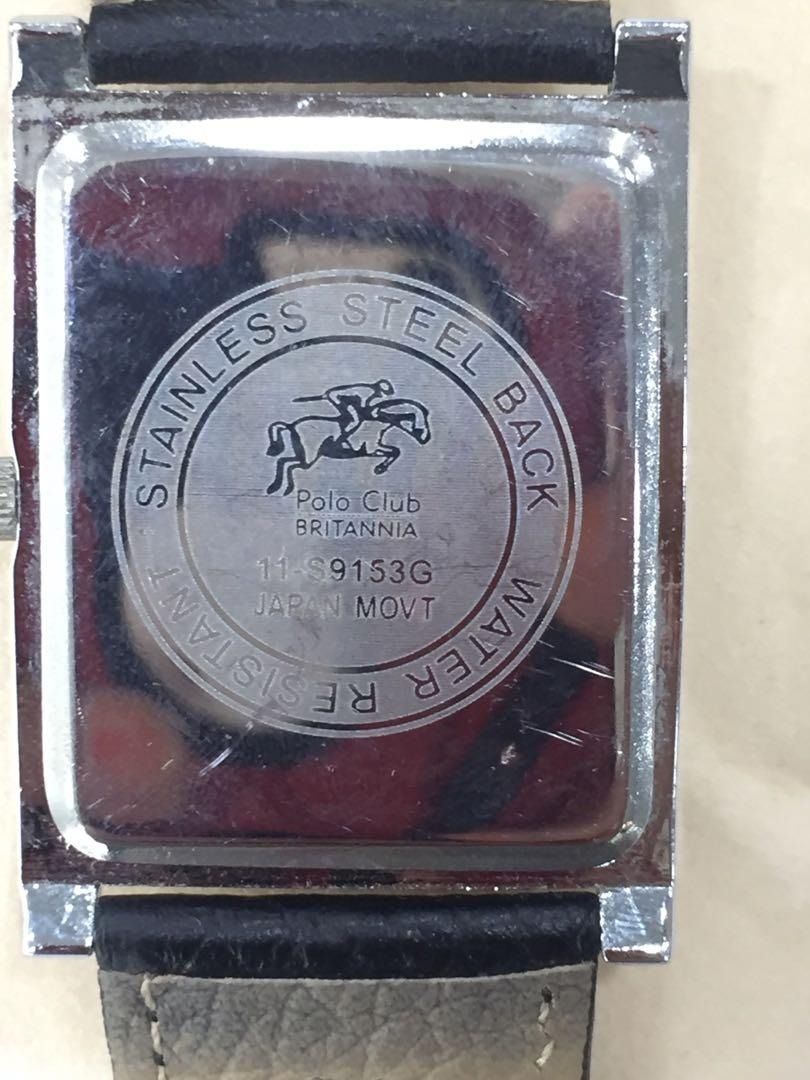 STAINLESS STEEL BACK
WATER RESISTANT
Polo Club
BRITANNIA
11-S9153G
JAPAN MOVT